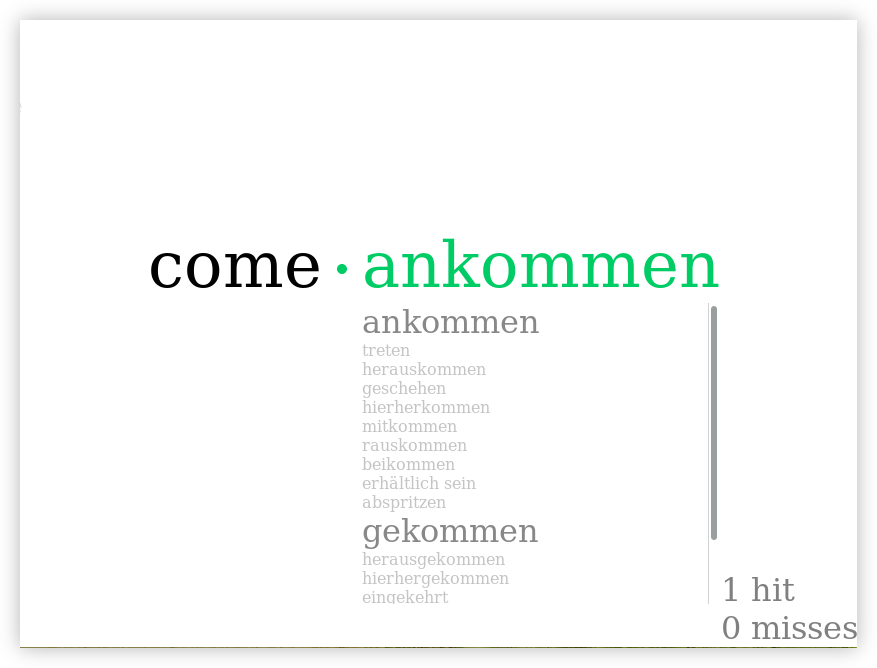 come · ankommen
ankommen
treten
herauskommen
geschehen
hierherkommen
mitkommen
rauskommen
beikommen
erhältlich sein
abspritzen
gekommen
herausgekommen
hierhergekommen
eingekehrt
1 hit
0 misses